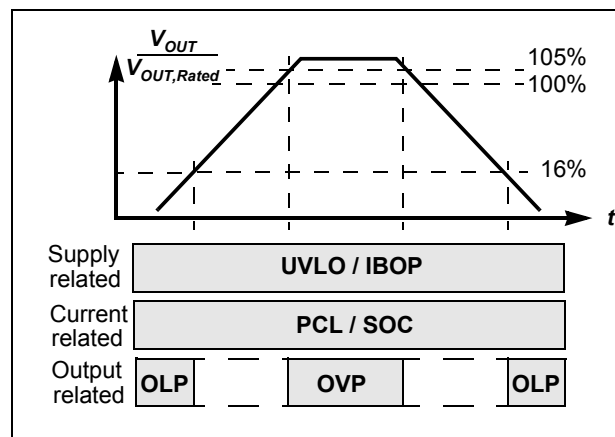 V_OUT
V_OUT,Rated
105%
100%
16%
t
Supply related
UVLO / IBOP
Current related
PCL / SOC
Output related
OLP
OVP
OLP